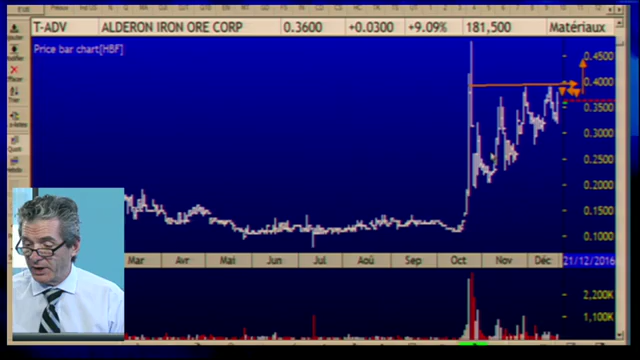 T-ADV ALDERON IRON ORE CORP 0.3600 +0.0300 +9.09% 181,500 Matériaux
Price bar chart[HBF]
0.4500
0.4000
0.3000
0.2500
0.2000
0.1500
0.1000
Mar Avr Mai Jun Jul Aoû Sep Oct Nov Déc 21/12/2016
2,200K
1,100K